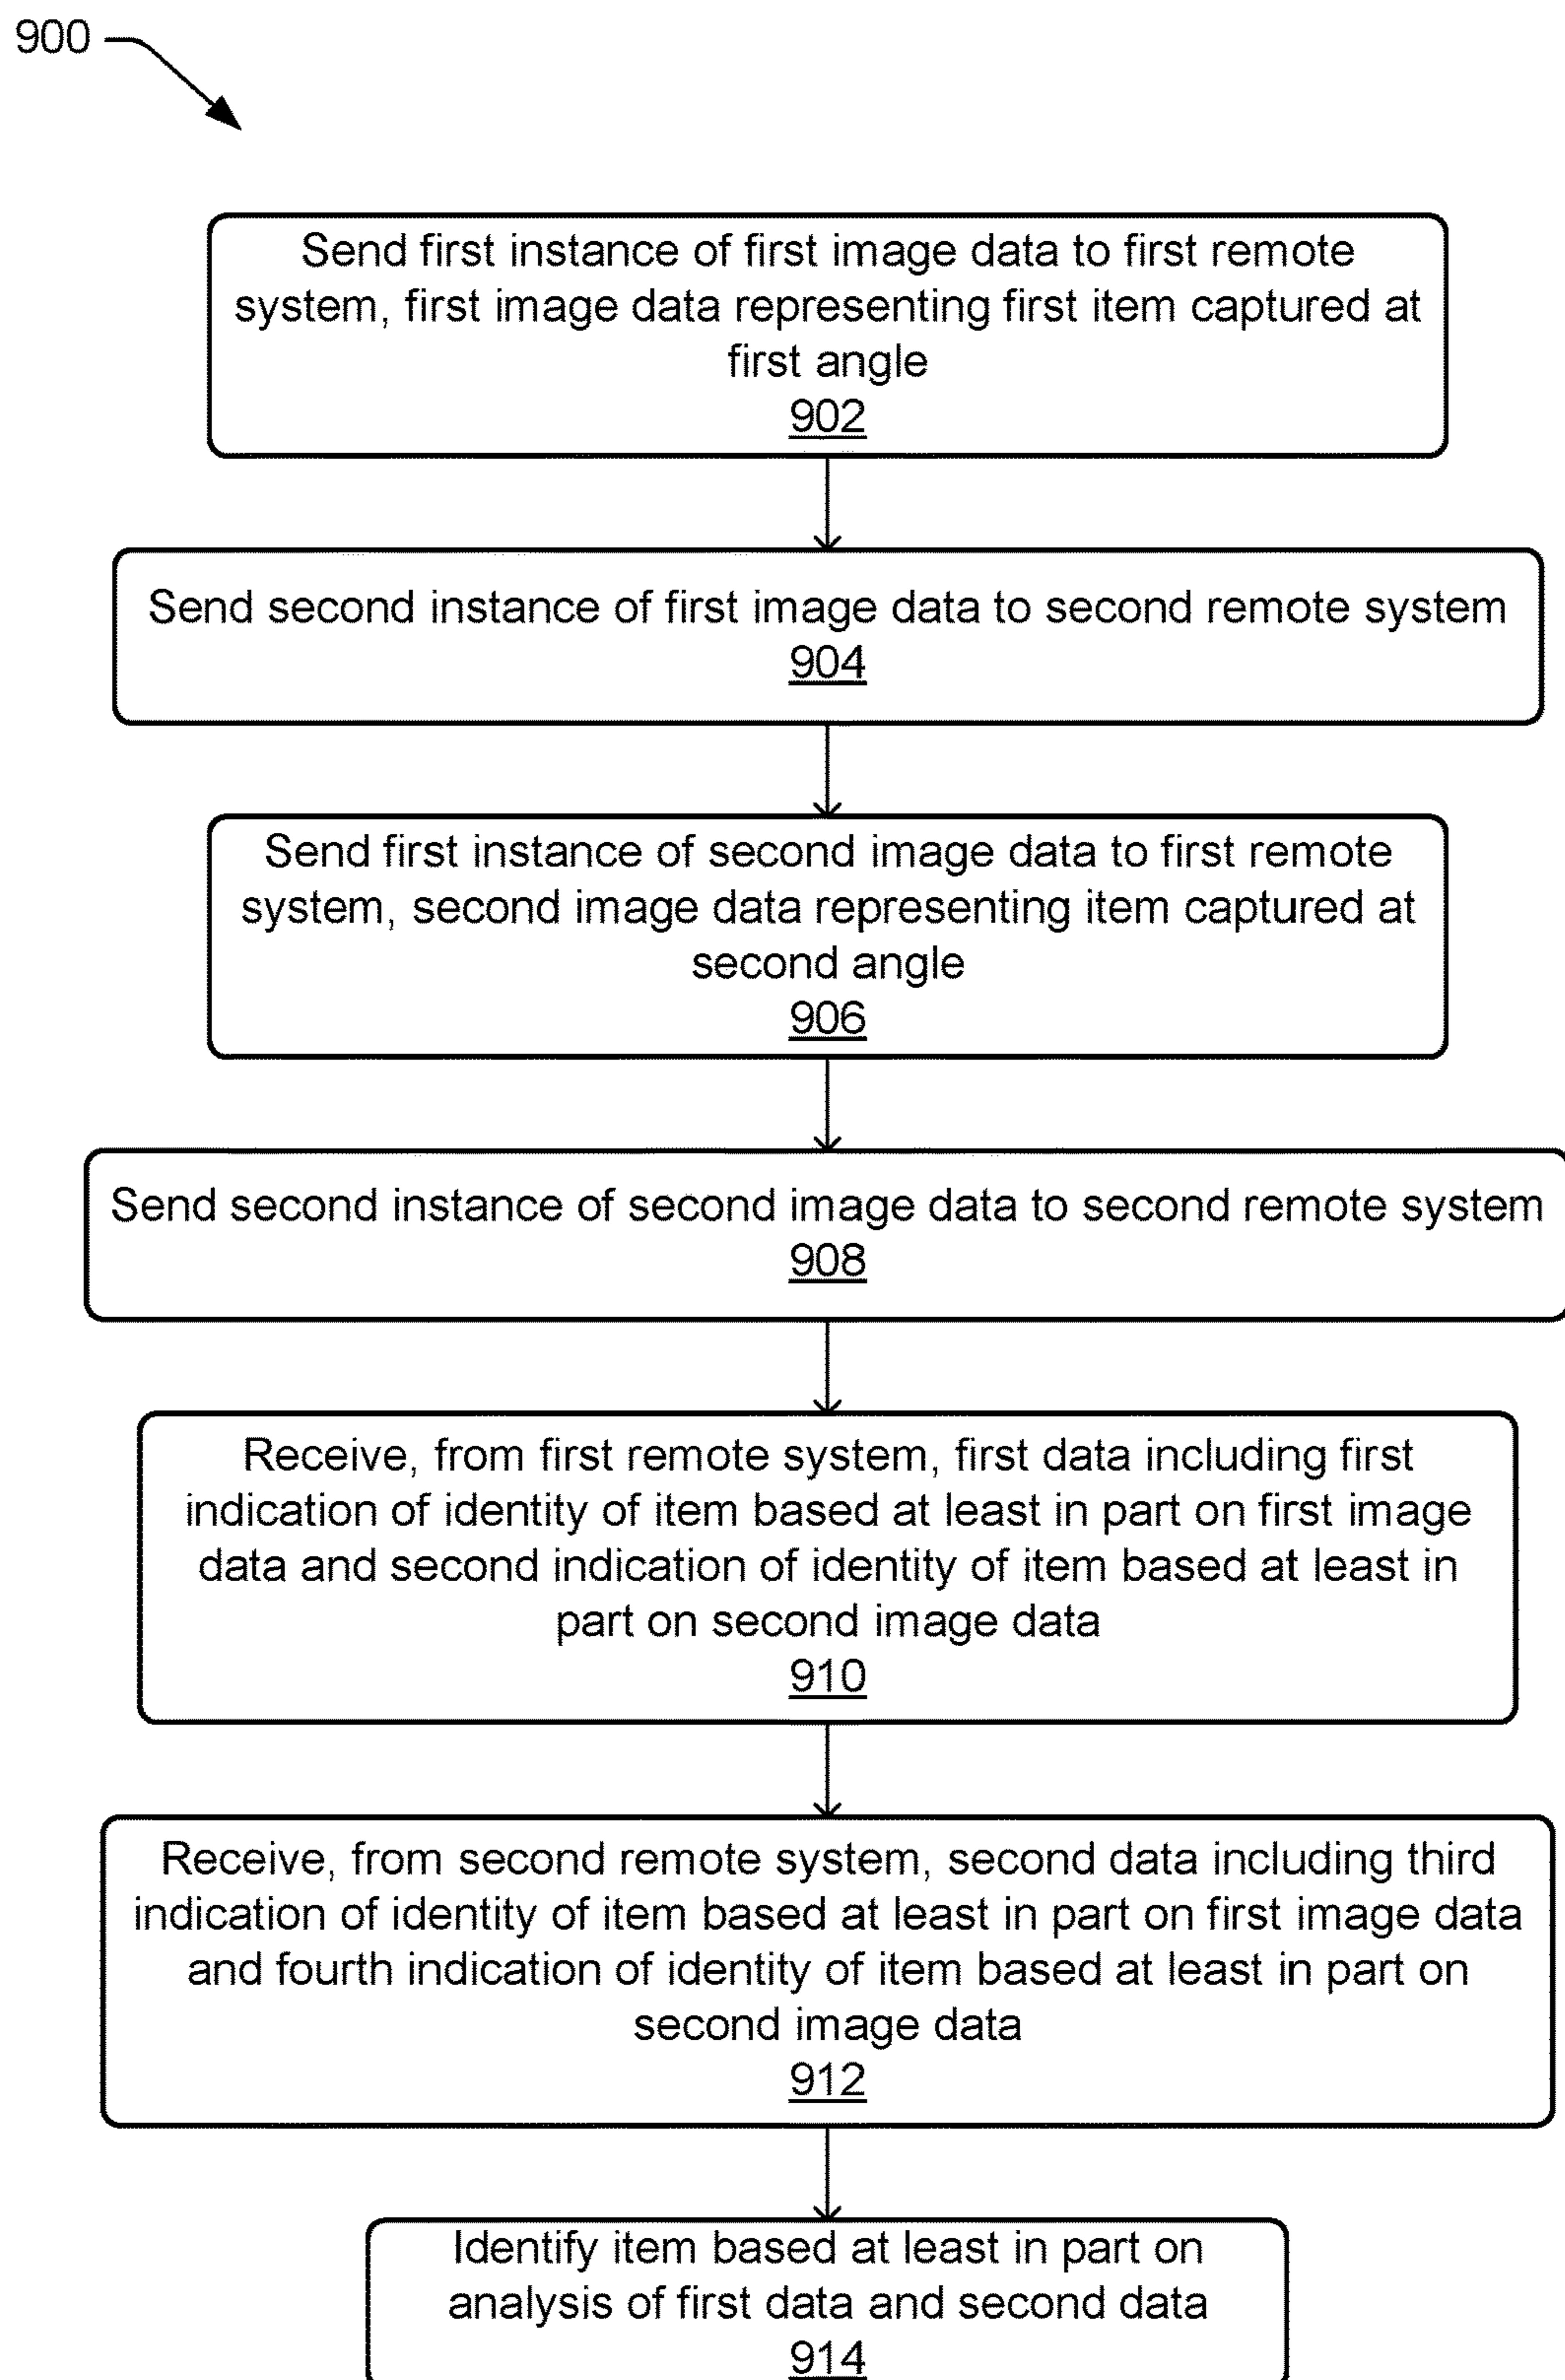 900
Send first instance of first image data to first remote
system, first image data representing first item captured at
first angle
902
Send second instance of first image data to second remote system
904
Send first instance of second image data to first remote
system, second image data representing item captured at
second angle
906
Send second instance of second image data to second remote system
908
Receive, from first remote system, first data including first
indication of identity of item based at least in part on first image
data and second indication of identity of item based at least in
part on second image data
910
Receive, from second remote system, second data including third
indication of identity of item based at least in part on first image data
and fourth indication of identity of item based at least in part on
second image data
912
Identify item based at least in part on
analysis of first data and second data
914